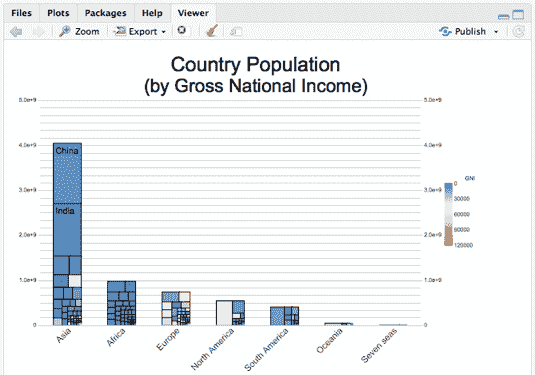 Files Plots Packages Help Viewer
Zoom Export Publish
Country Population
(by Gross National Income)
5.0e+9 5.0e+9
4.0e+9 4.0e+9
3.0e+9 3.0e+9
2.0e+9 2.0e+9
1.0e+9 1.0e+9
0 0
China
India
GNI
0
30000
60000
90000
120000
Asia
Africa
Europe
North America
South America
Oceania
Seven seas